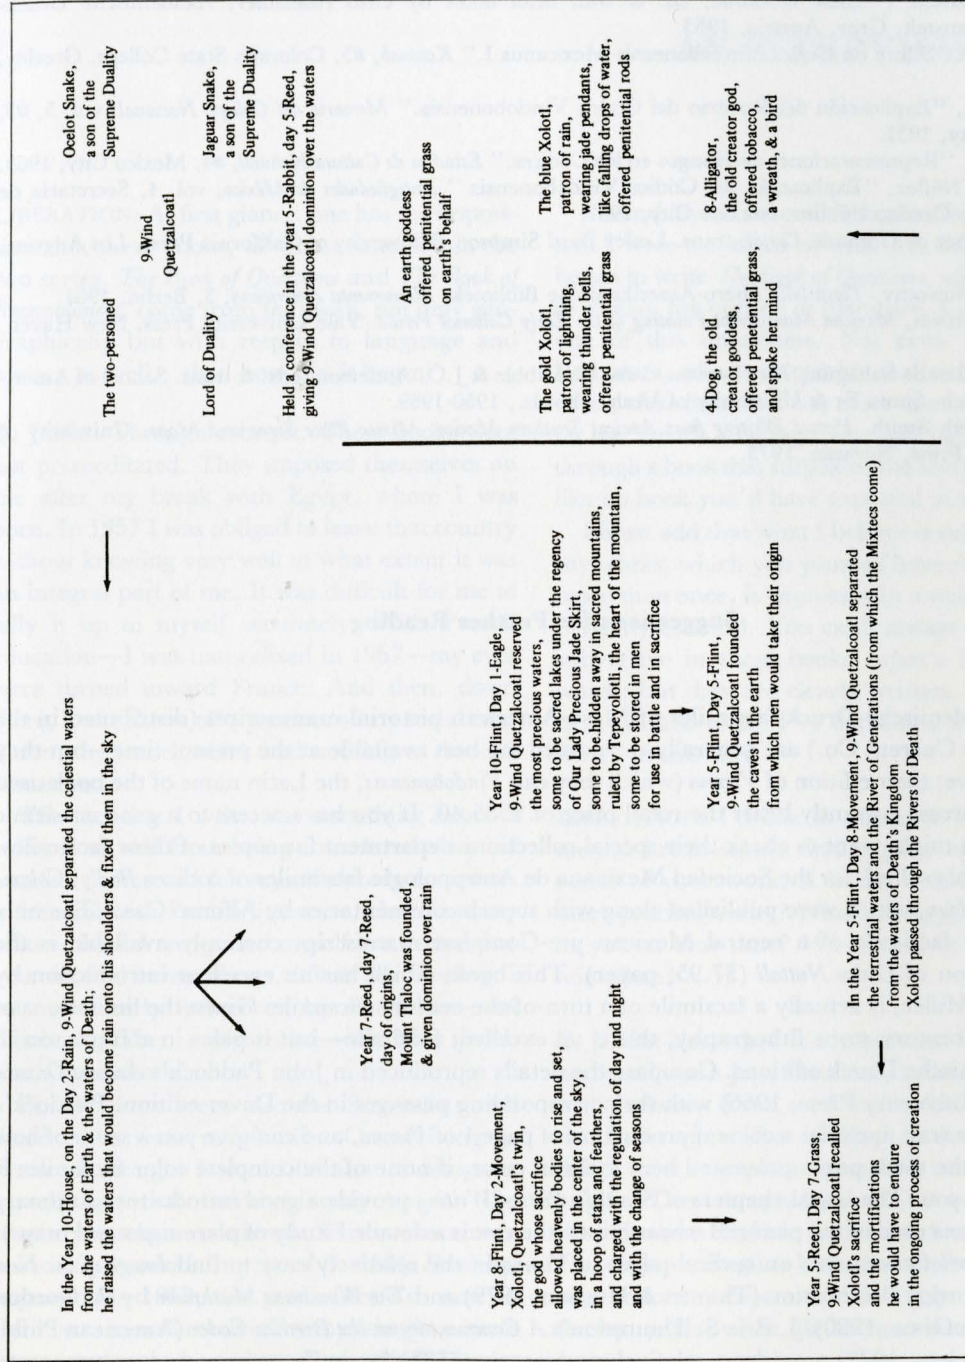 In the Year 10-House on the Day 2-Rain, 9-Wind Quetzalcoatl separated the celestial waters
from the waters of Earth & the waters of Death;
he raised the waters that would become rain onto his shoulders & fixed them in the sky
The two-penned
9-Wind
Quetzalcoatl
Ocelot Snake,
a son of the
Supreme Duality
Lord of Duality
Jaguar Snake,
a son of the
Supreme Duality
Held a conference in the year 5-Rabbit, day 5-Reed,
giving 9-Wind Quetzalcoatl dominion over the waters
Year 7-Reed, day 7-Reed,
day of origins,
Mount Thaloc was founded,
& given dominion over rain
An earth goddess
offered penitential grass
on earth's behalf
Year 8-Flint, Day 2-Movement,
Xolotl, Quetzalcoatl's twin,
the god whose sacrifice
allowed heavenly bodies to rise and set,
was placed in the center of the sky,
in a hoop of stars and feathers,
and charged with the regulation of day and night
and with the change of seasons
Year 10-Flint, Day 1-Eagle,
9-Wind Quetzalcoatl reserved
the most precious waters,
some to be sacred lakes under the regency
of Our Lady Precious Jade Skirt
some to be hidden away in sacred mountains,
ruled by Tepeyolli, the heart of the mountain
some to be stored in men
for use in battle and in sacrifice
The gold Xolotl,
patron of lightning,
wearing thunder bells,
offered penitential grass
The blue Xolotl,
patron of rain,
wearing jade pendants,
like falling drops of water,
offered penitential rods
Year 1-Reed, Day 7-Grass,
9-Wind Quetzalcoatl recalled
Xolotl's sacrifice
and the mortifications
he would have to endure
in the ongoing process of creation
In the Year 5-Flint, Day 8-Movement, 9-Wind Quetzalcoatl separated
the terrestrial waters and the River of Generations (from which the Mixtecs come)
from the waters of Death's Kingdom
Xolotl passed through the Rivers of Death
Year 5-Flint, Day 5-Flint,
9-Wind Quetzalcoatl founded
the place in the earth
from which men would take their origin
4-Dog, the old
creator goddess,
offered penitential grass,
and spoke her mind
8-Alligator,
the old creator god,
offered tobacco,
a wreath, & a bird